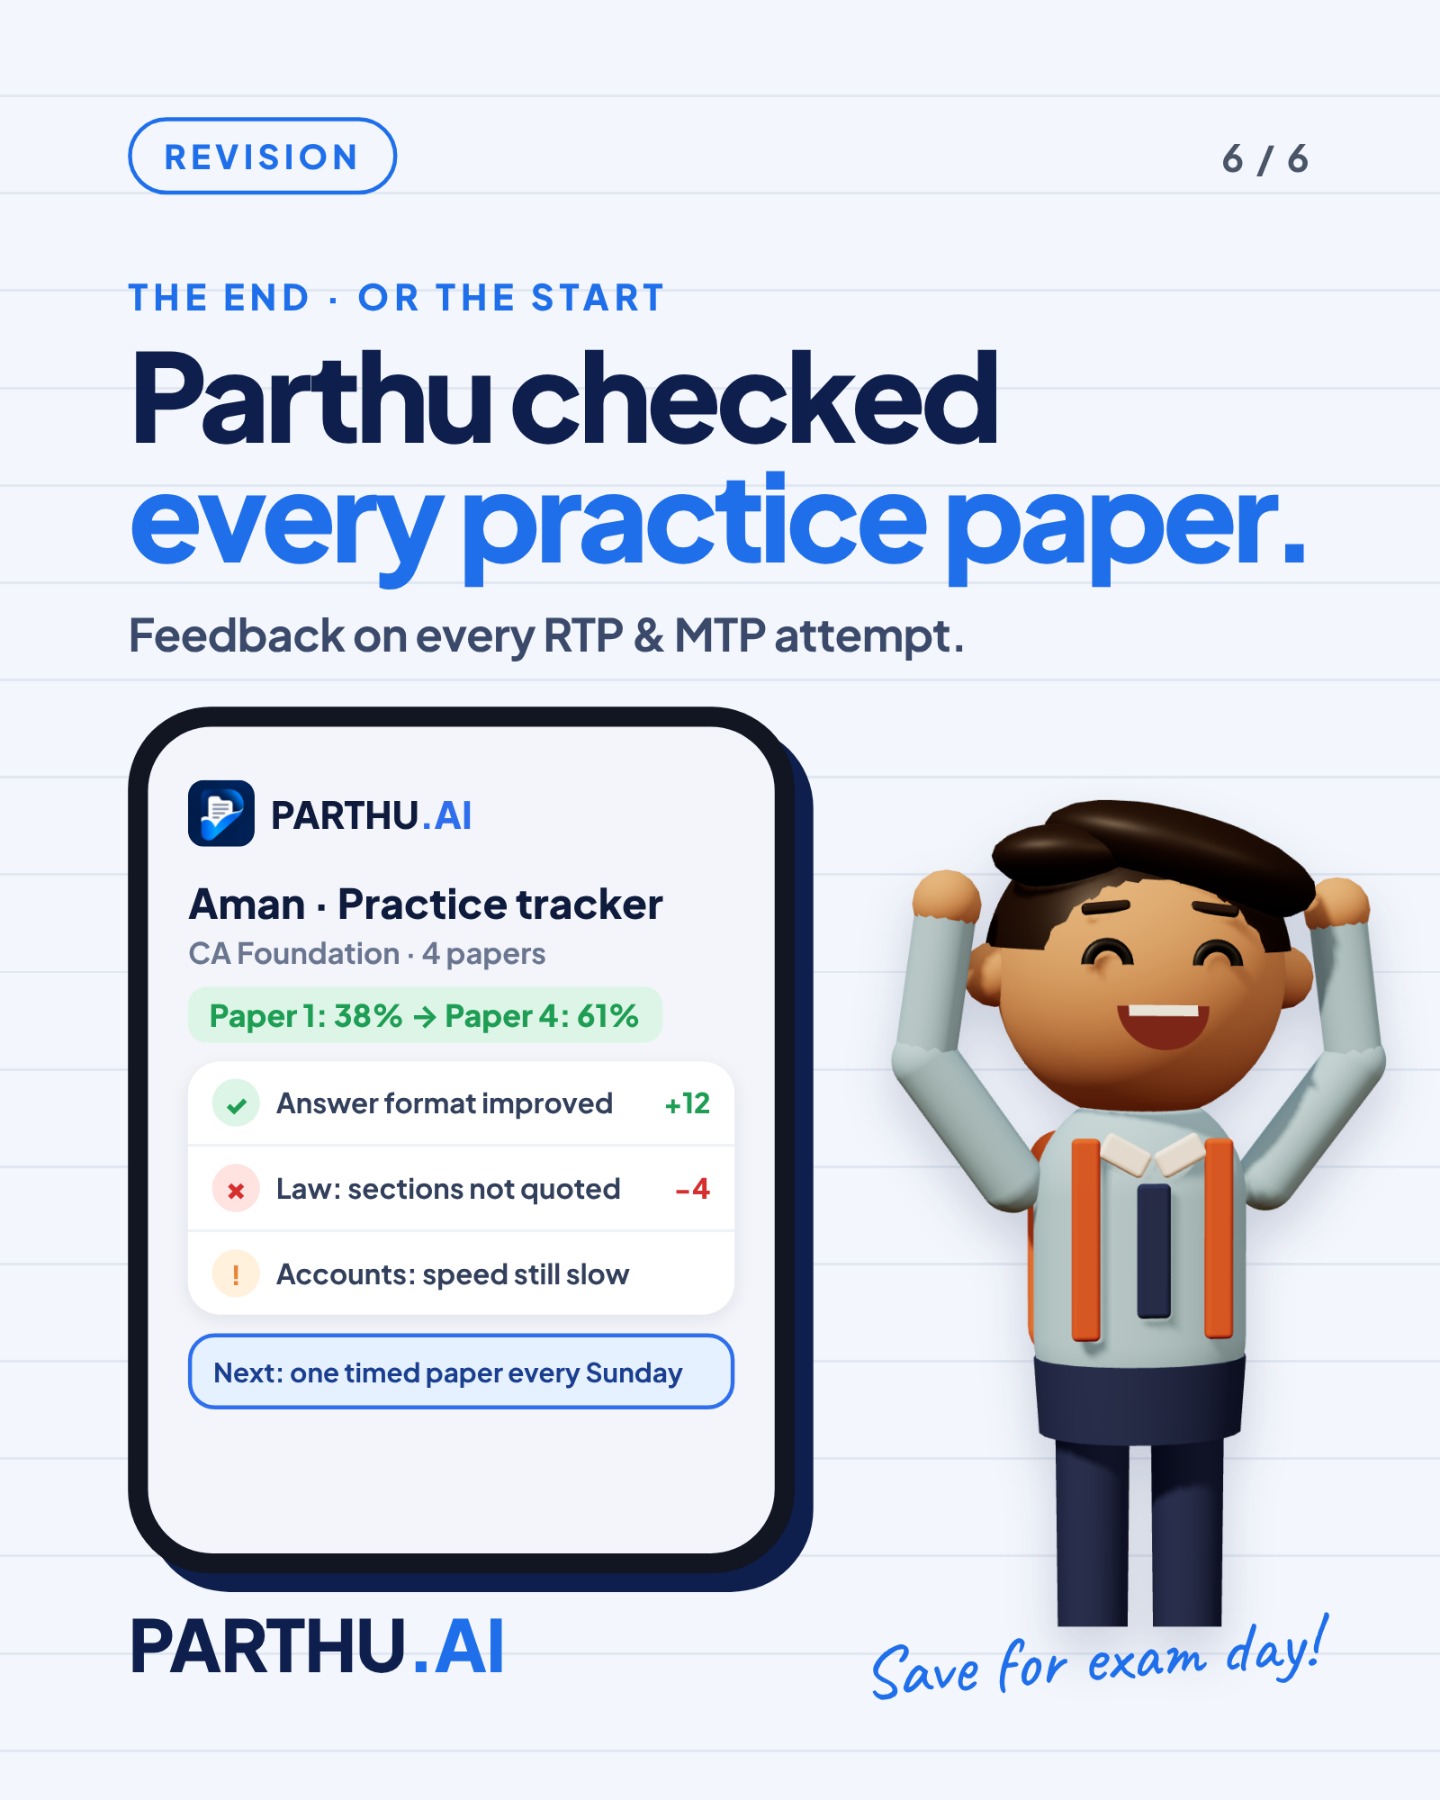 REVISION
6 / 6
THE END · OR THE START
Parthu checked
every practice paper.
Feedback on every RTP & MTP attempt.
PARTHU.AI
Aman · Practice tracker
CA Foundation · 4 papers
Paper 1: 38% → Paper 4: 61%
Answer format improved +12
Law: sections not quoted −4
! Accounts: speed still slow
Next: one timed paper every Sunday
PARTHU.AI
Save for exam day!